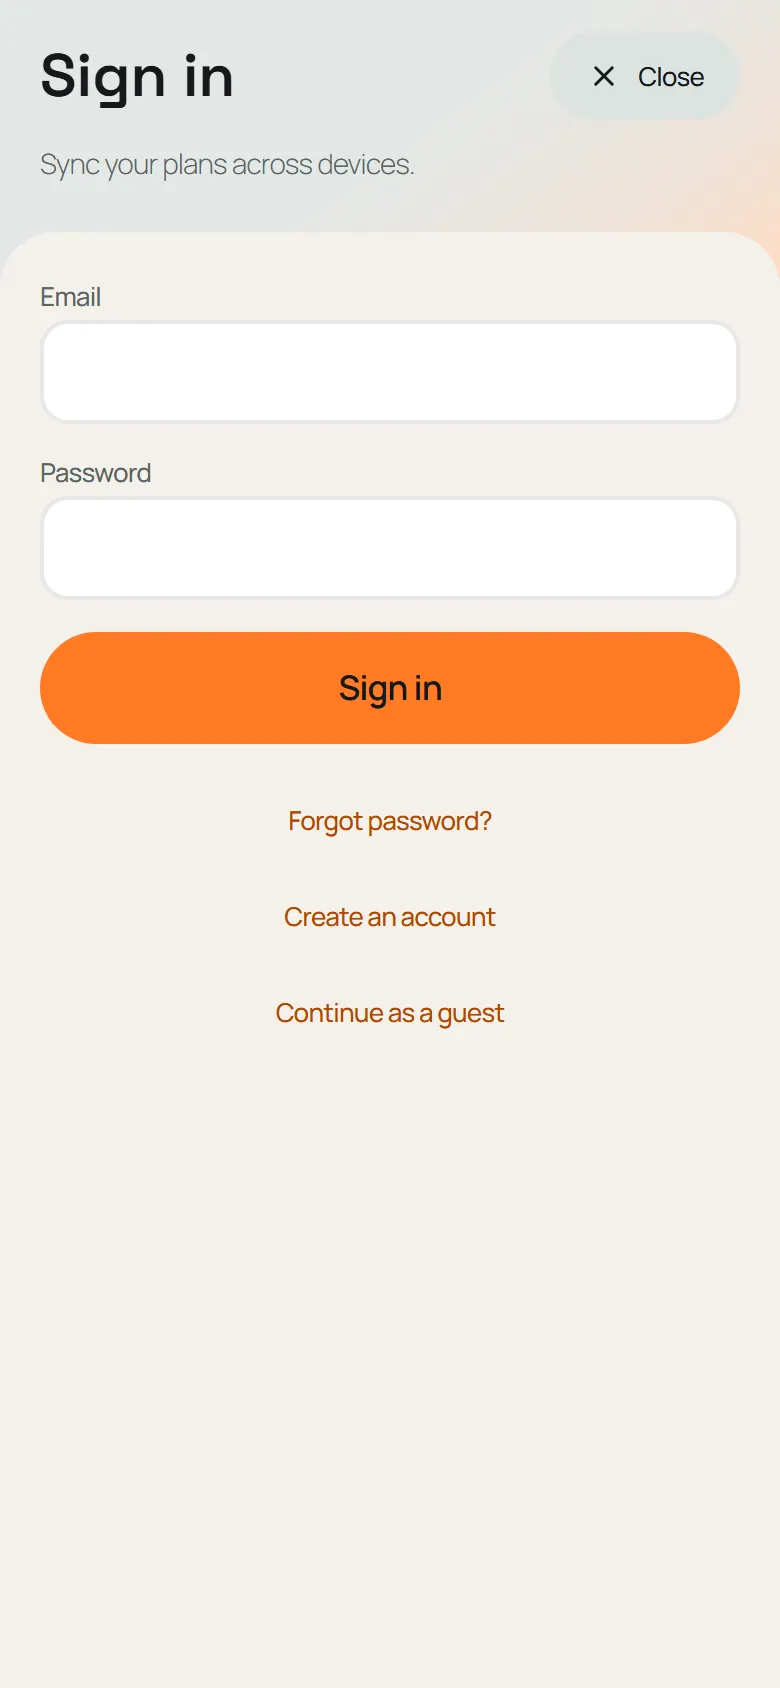 Sign in
Close
Sync your plans across devices.
Email
Password
Sign in
Forgot password?
Create an account
Continue as a guest